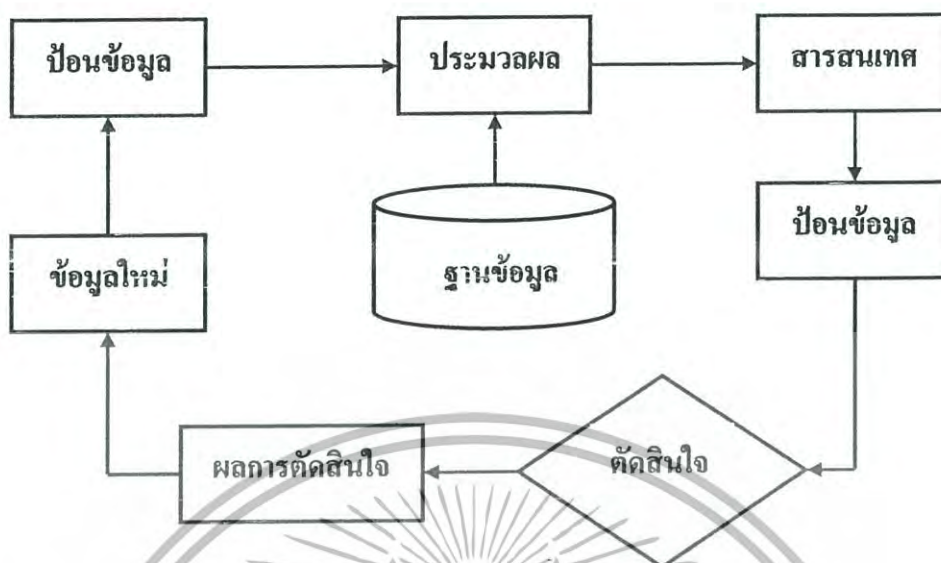 ป้อนข้อมูล
ประมวลผล
สารสนเทศ
ป้อนข้อมูล
ฐานข้อมูล
ข้อมูลใหม่
ตัดสินใจ
ผลการตัดสินใจ